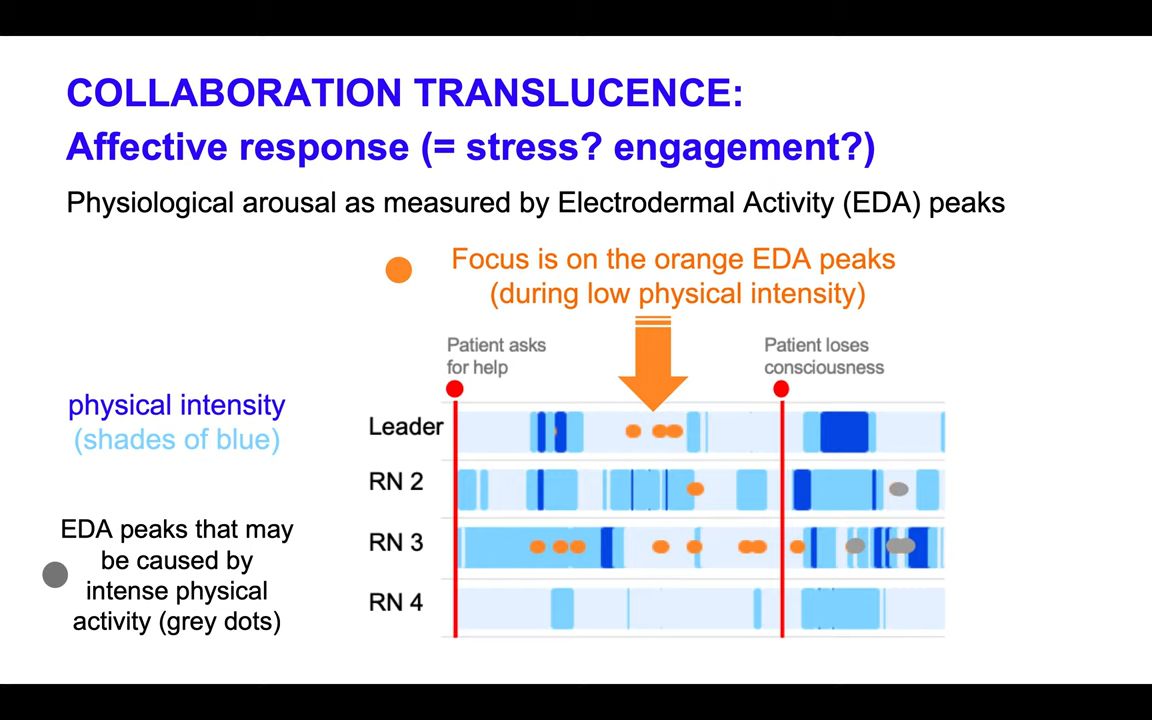 COLLABORATION TRANSLUCENCE:
Affective response (= stress? engagement?)
Physiological arousal as measured by Electrodermal Activity (EDA) peaks
Focus is on the orange EDA peaks
(during low physical intensity)
Patient asks
for help
Patient loses
consciousness
physical intensity
(shades of blue)
EDA peaks that may
be caused by
intense physical
activity (grey dots)
Leader
RN 2
RN 3
RN 4